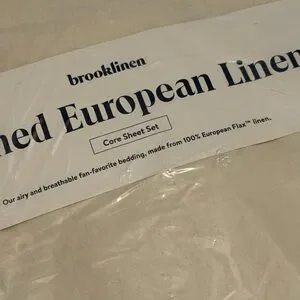 brooklinen
European Linen
Core Sheet Set
Our airy and breathable fan-favorite bedding, made from 100% European Flax™ linen.